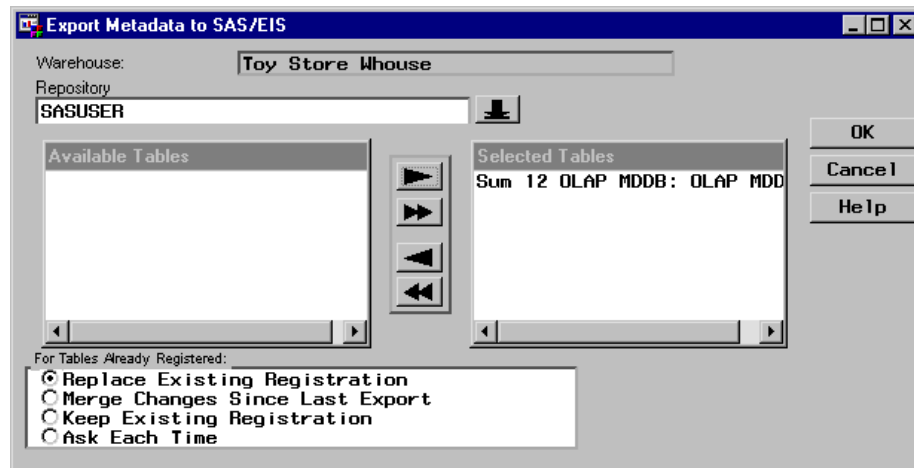 Export Metadata to SAS/EIS
Warehouse:
Toy Store Whouse
Repository
SASUSER
OK
Cancel
Help
Available Tables
Selected Tables
Sum 12 OLAP MDDB: OLAP MDD
For Tables Already Registered:
Replace Existing Registration
Merge Changes Since Last Export
Keep Existing Registration
Ask Each Time